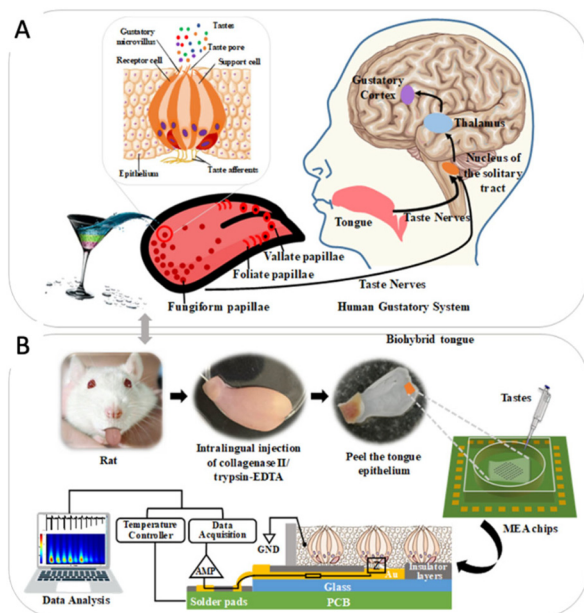 A
Tastes
Gustatory
microvillus
Taste pore
Receptor cell
Support cell
Epithelium
Taste afferents
Gustatory
Cortex
Thalamus
Nucleus of
the solitary
tract
Tongue
Taste Nerves
Vallate papillae
Foliate papillae
Fungiform papillae
Taste Nerves
Human Gustatory System
Biohybrid tongue
B
Rat
Intralingual injection
of collagenase II/
trypsin-EDTA
Peel the tongue
epithelium
Tastes
MEA chips
Temperature
Controller
Data
Acquisition
AMP
GND
Z
Au
Insulator
layers
Glass
Solder pads
PCB
Data Analysis